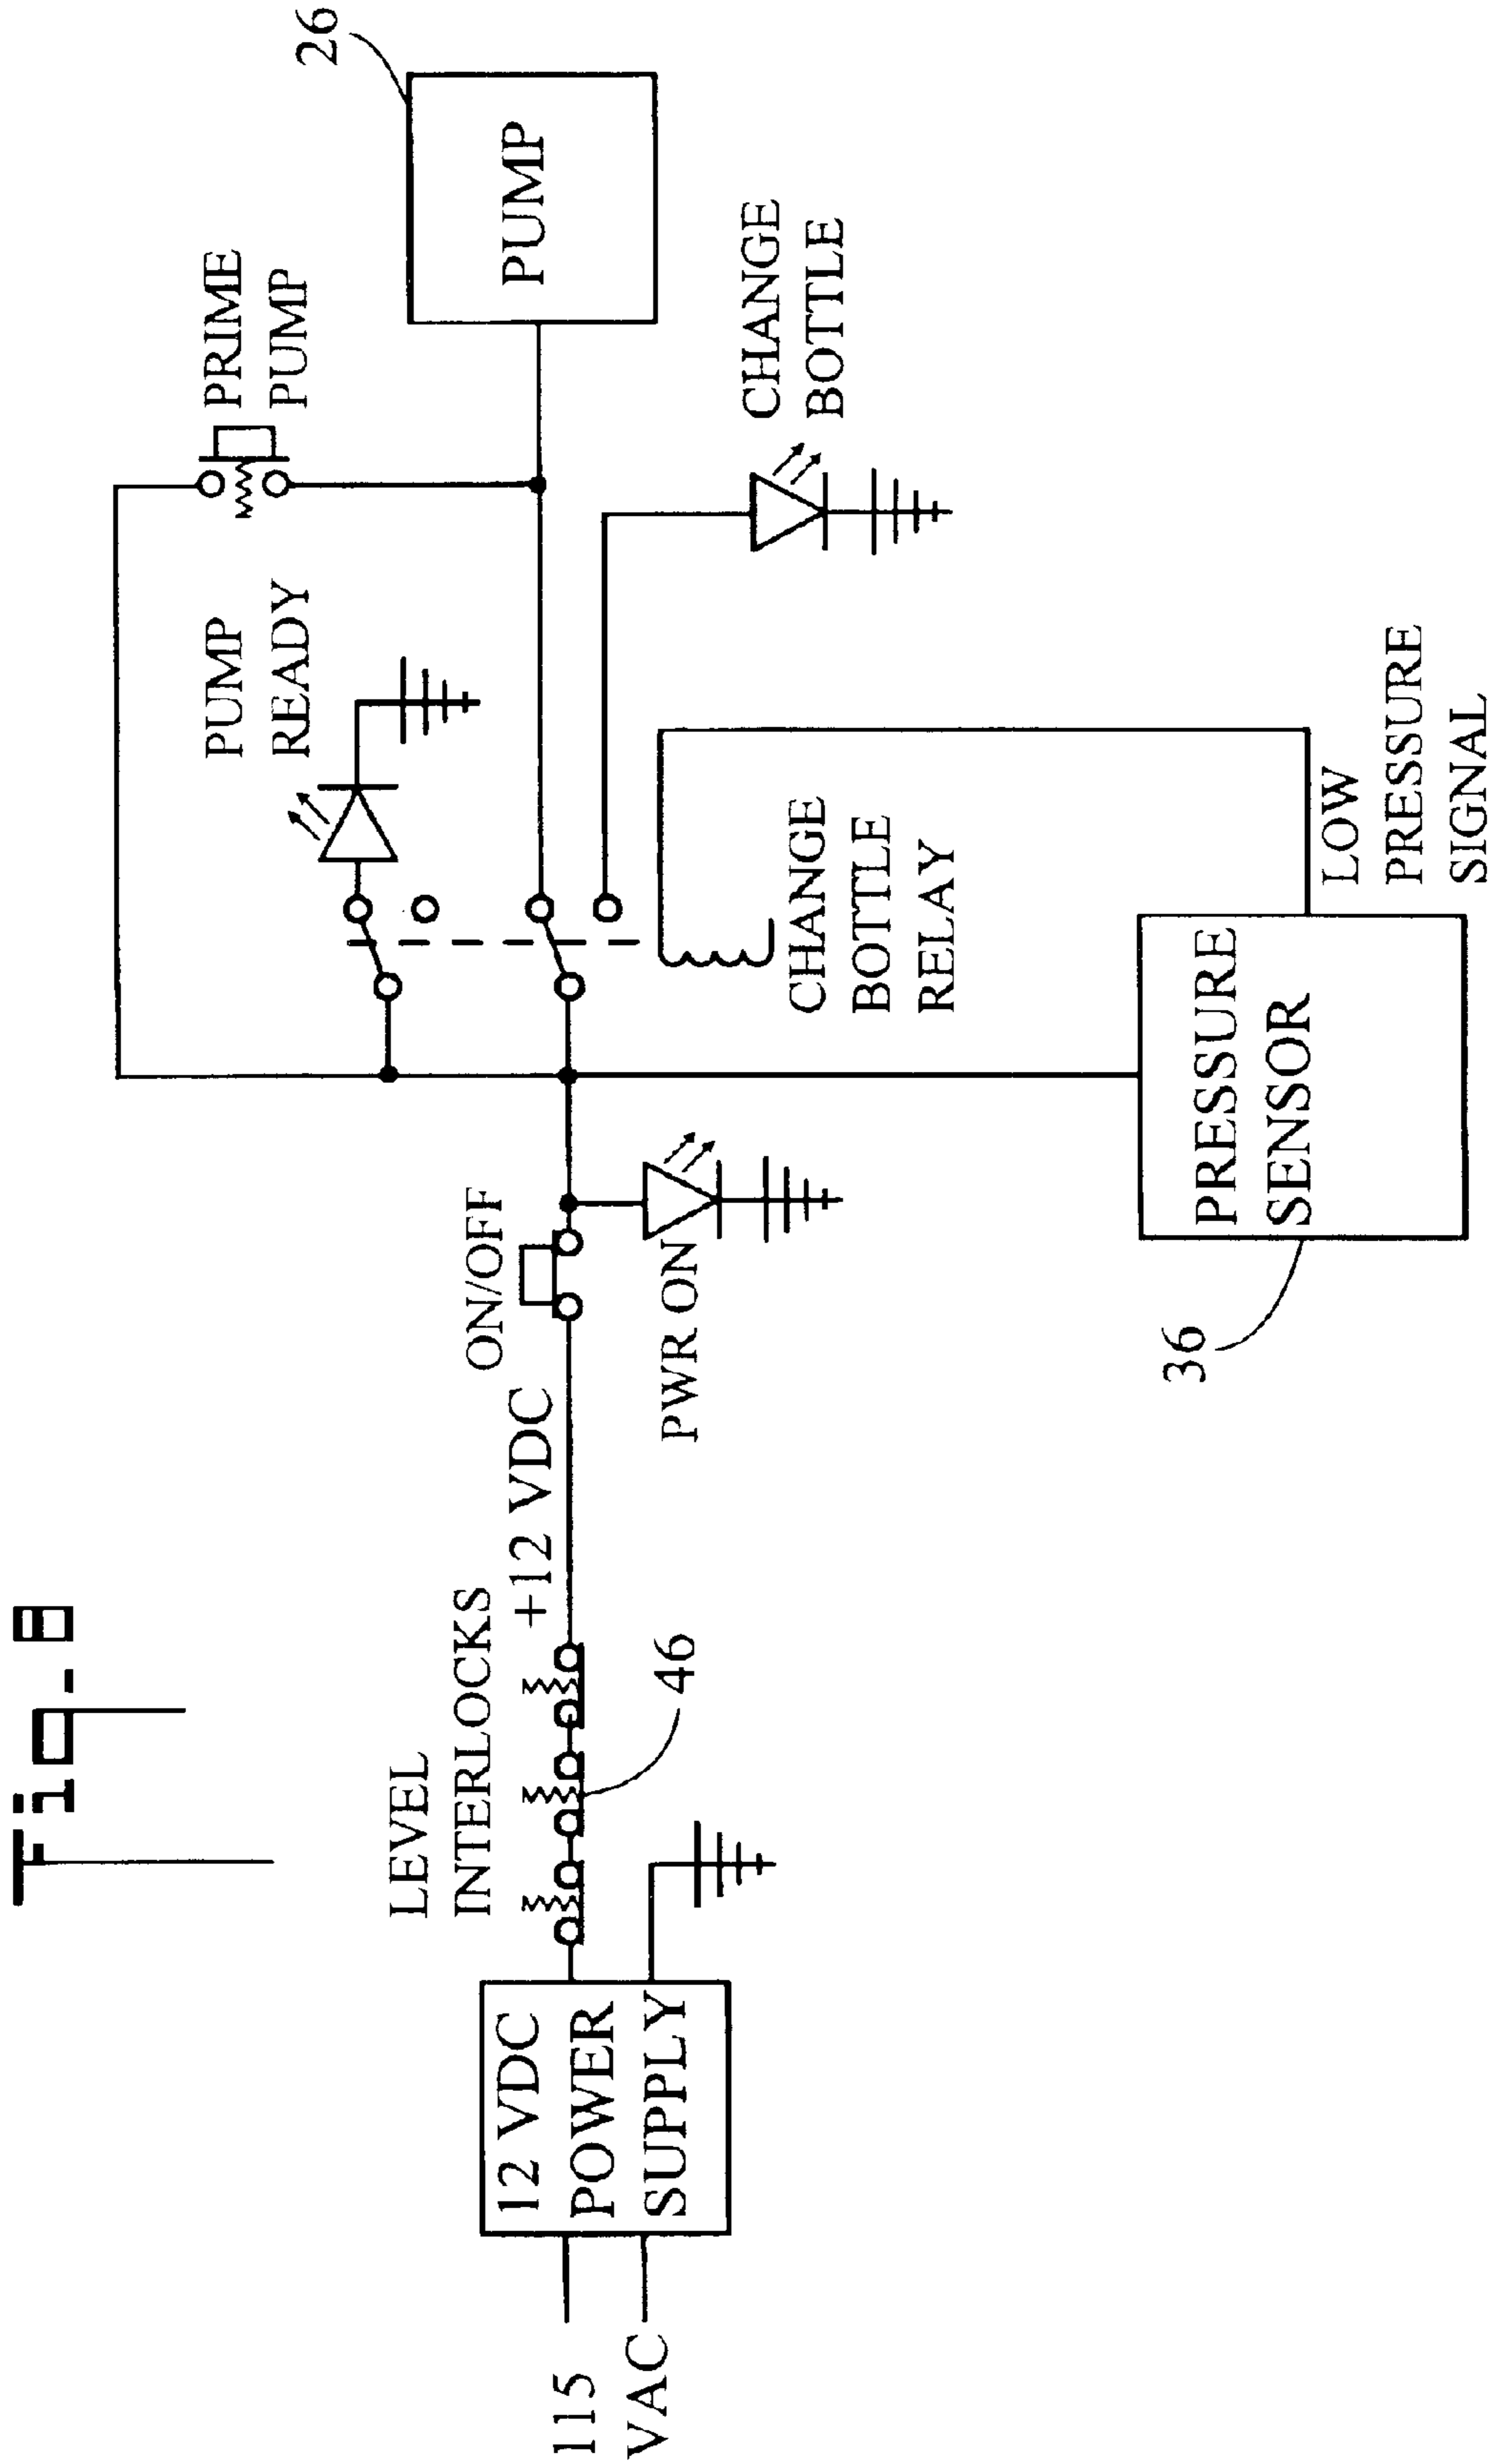 Fig. 8
LEVEL
INTERLOCKS
+12 VDC
ON/OFF
PUMP
READY
PRIME
PUMP
26
PUMP
12 VDC
POWER
SUPPLY
115
VAC
46
PWR ON
CHANGE
BOTTLE
RELAY
CHANGE
BOTTLE
36
PRESSURE
SENSOR
LOW
PRESSURE
SIGNAL